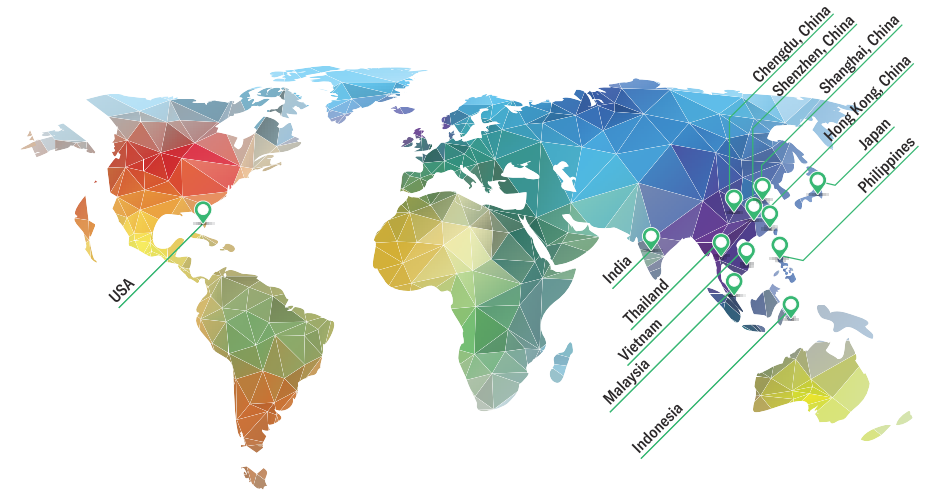 Chengdu, China
Shenzhen, China
Shanghai, China
Hong Kong, China
Japan
Philippines
USA
India
Thailand
Vietnam
Malaysia
Indonesia